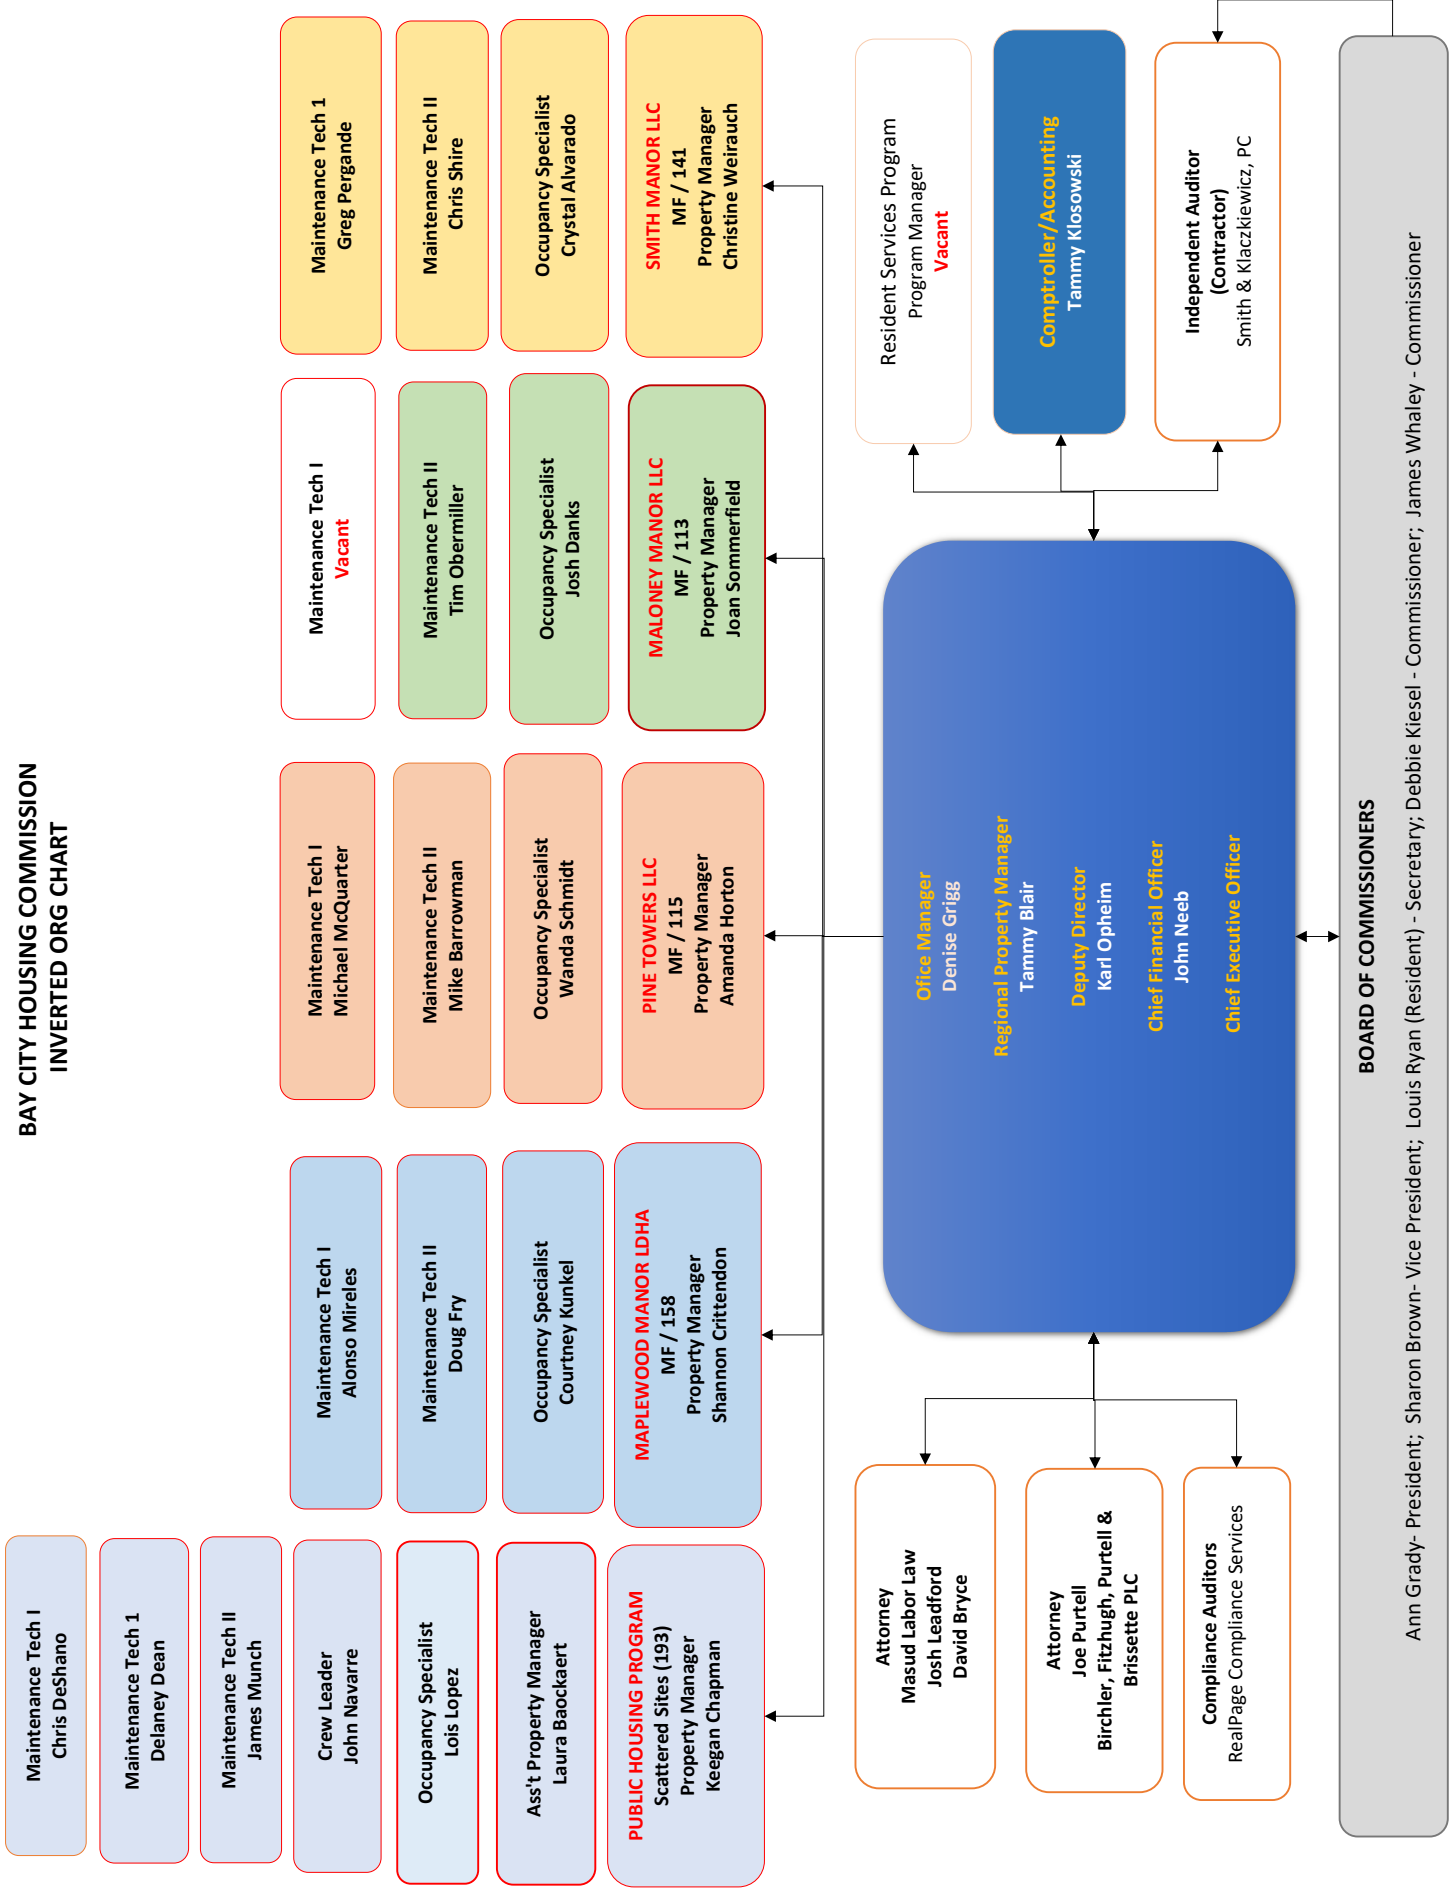 BAY CITY HOUSING COMMISSION
INVERTED ORG CHART
Maintenance Tech I
Chris DeShano
Maintenance Tech 1
Delaney Dean
Maintenance Tech II
James Munch
Crew Leader
John Navarre
Occupancy Specialist
Lois Lopez
Ass't Property Manager
Laura Baockaert
PUBLIC HOUSING PROGRAM
Scattered Sites (193)
Property Manager
Keegan Chapman
Maintenance Tech I
Alonso Mireles
Maintenance Tech II
Doug Fry
Occupancy Specialist
Courtney Kunkel
MAPLEWOOD MANOR LDHA
MF / 158
Property Manager
Shannon Crittendon
Maintenance Tech I
Michael McQuarter
Maintenance Tech II
Mike Barrowman
Occupancy Specialist
Wanda Schmidt
PINE TOWERS LLC
MF / 115
Property Manager
Amanda Horton
Maintenance Tech I
Vacant
Maintenance Tech II
Tim Obermiller
Occupancy Specialist
Josh Danks
MALONEY MANOR LLC
MF / 113
Property Manager
Joan Sommerfield
Maintenance Tech 1
Greg Pergande
Maintenance Tech II
Chris Shire
Occupancy Specialist
Crystal Alvarado
SMITH MANOR LLC
MF / 141
Property Manager
Christine Weirauch
Attorney
Masud Labor Law
Josh Leadford
David Bryce
Attorney
Joe Purtell
Birchler, Fitzhugh, Purtell &
Brissette PLC
Compliance Auditors
RealPage Compliance Services
Ofice Manager
Denise Grigg
Regional Property Manager
Tammy Blair
Deputy Director
Karl Opheim
Chief Financial Officer
John Neeb
Chief Executive Officer
Resident Services Program
Program Manager
Vacant
Comptroller/Accounting
Tammy Klosowski
Independent Auditor
(Contractor)
Smith & Klaczkiewicz, PC
BOARD OF COMMISSIONERS
Ann Grady- President; Sharon Brown- Vice President; Louis Ryan (Resident) - Secretary; Debbie Kiesel - Commissioner; James Whaley - Commissioner